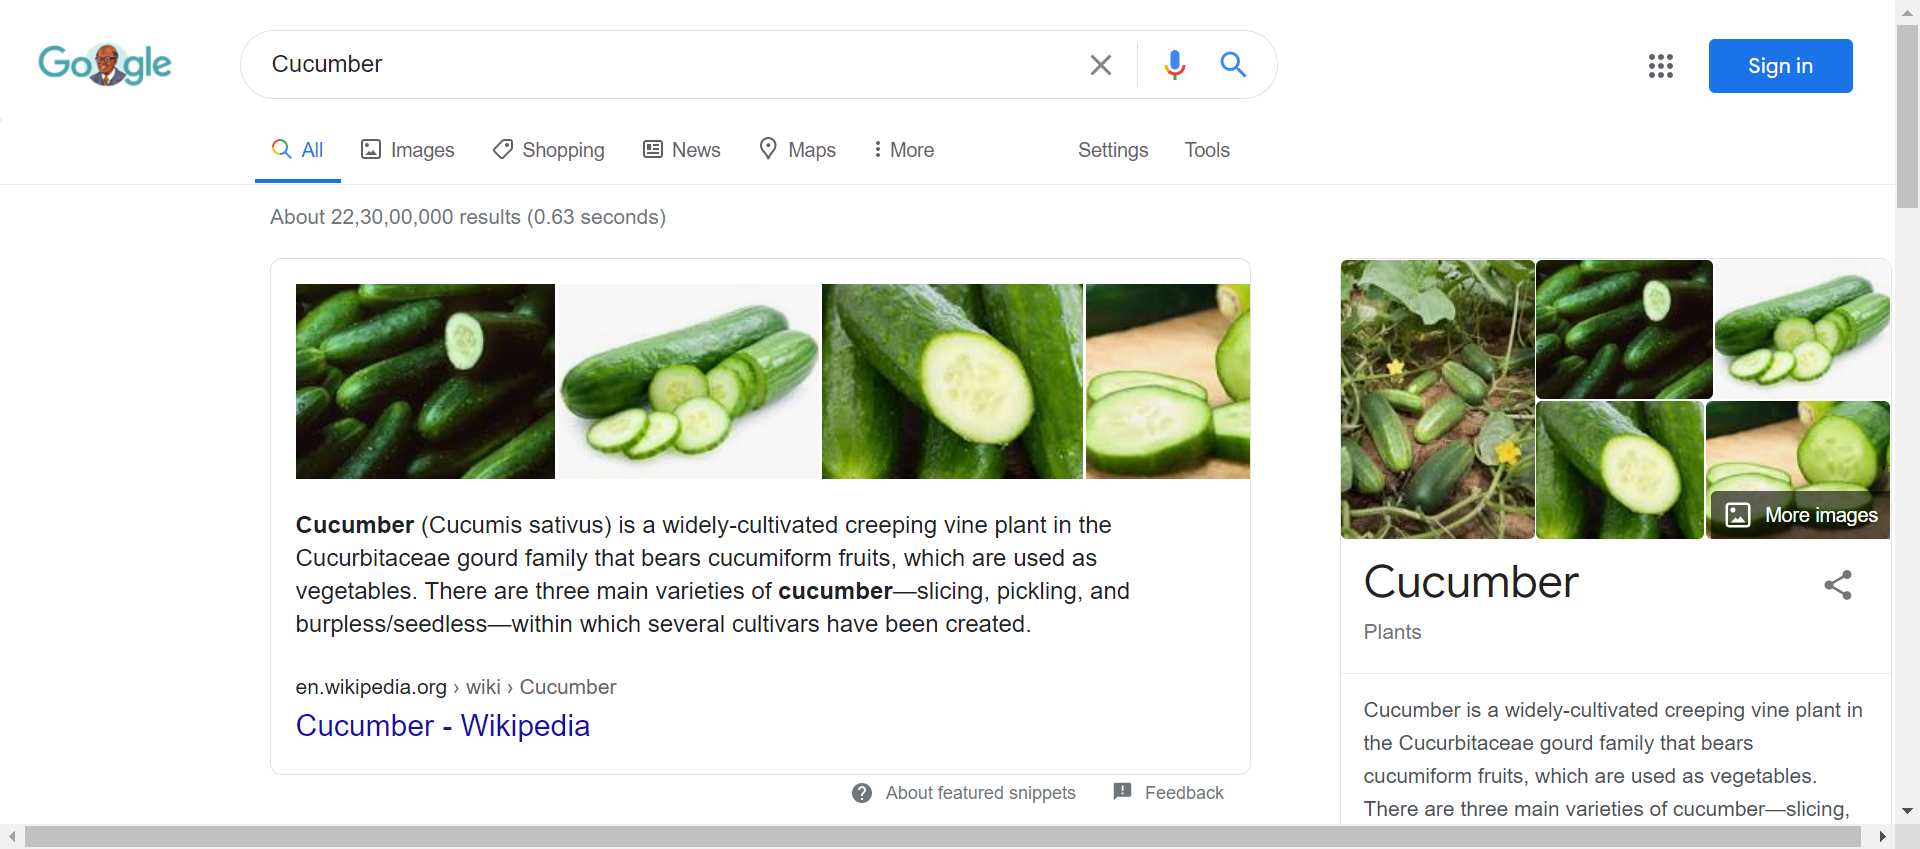 Google
Cucumber
Sign in
All
Images
Shopping
News
Maps
More
Settings
Tools
About 22,30,00,000 results (0.63 seconds)
Cucumber (Cucumis sativus) is a widely-cultivated creeping vine plant in the
Cucurbitaceae gourd family that bears cucumiform fruits, which are used as
vegetables. There are three main varieties of cucumber—slicing, pickling, and
burpless/seedless—within which several cultivars have been created.
en.wikipedia.org › wiki › Cucumber
Cucumber - Wikipedia
About featured snippets
Feedback
More images
Cucumber
Plants
Cucumber is a widely-cultivated creeping vine plant in
the Cucurbitaceae gourd family that bears
cucumiform fruits, which are used as vegetables.
There are three main varieties of cucumber—slicing,